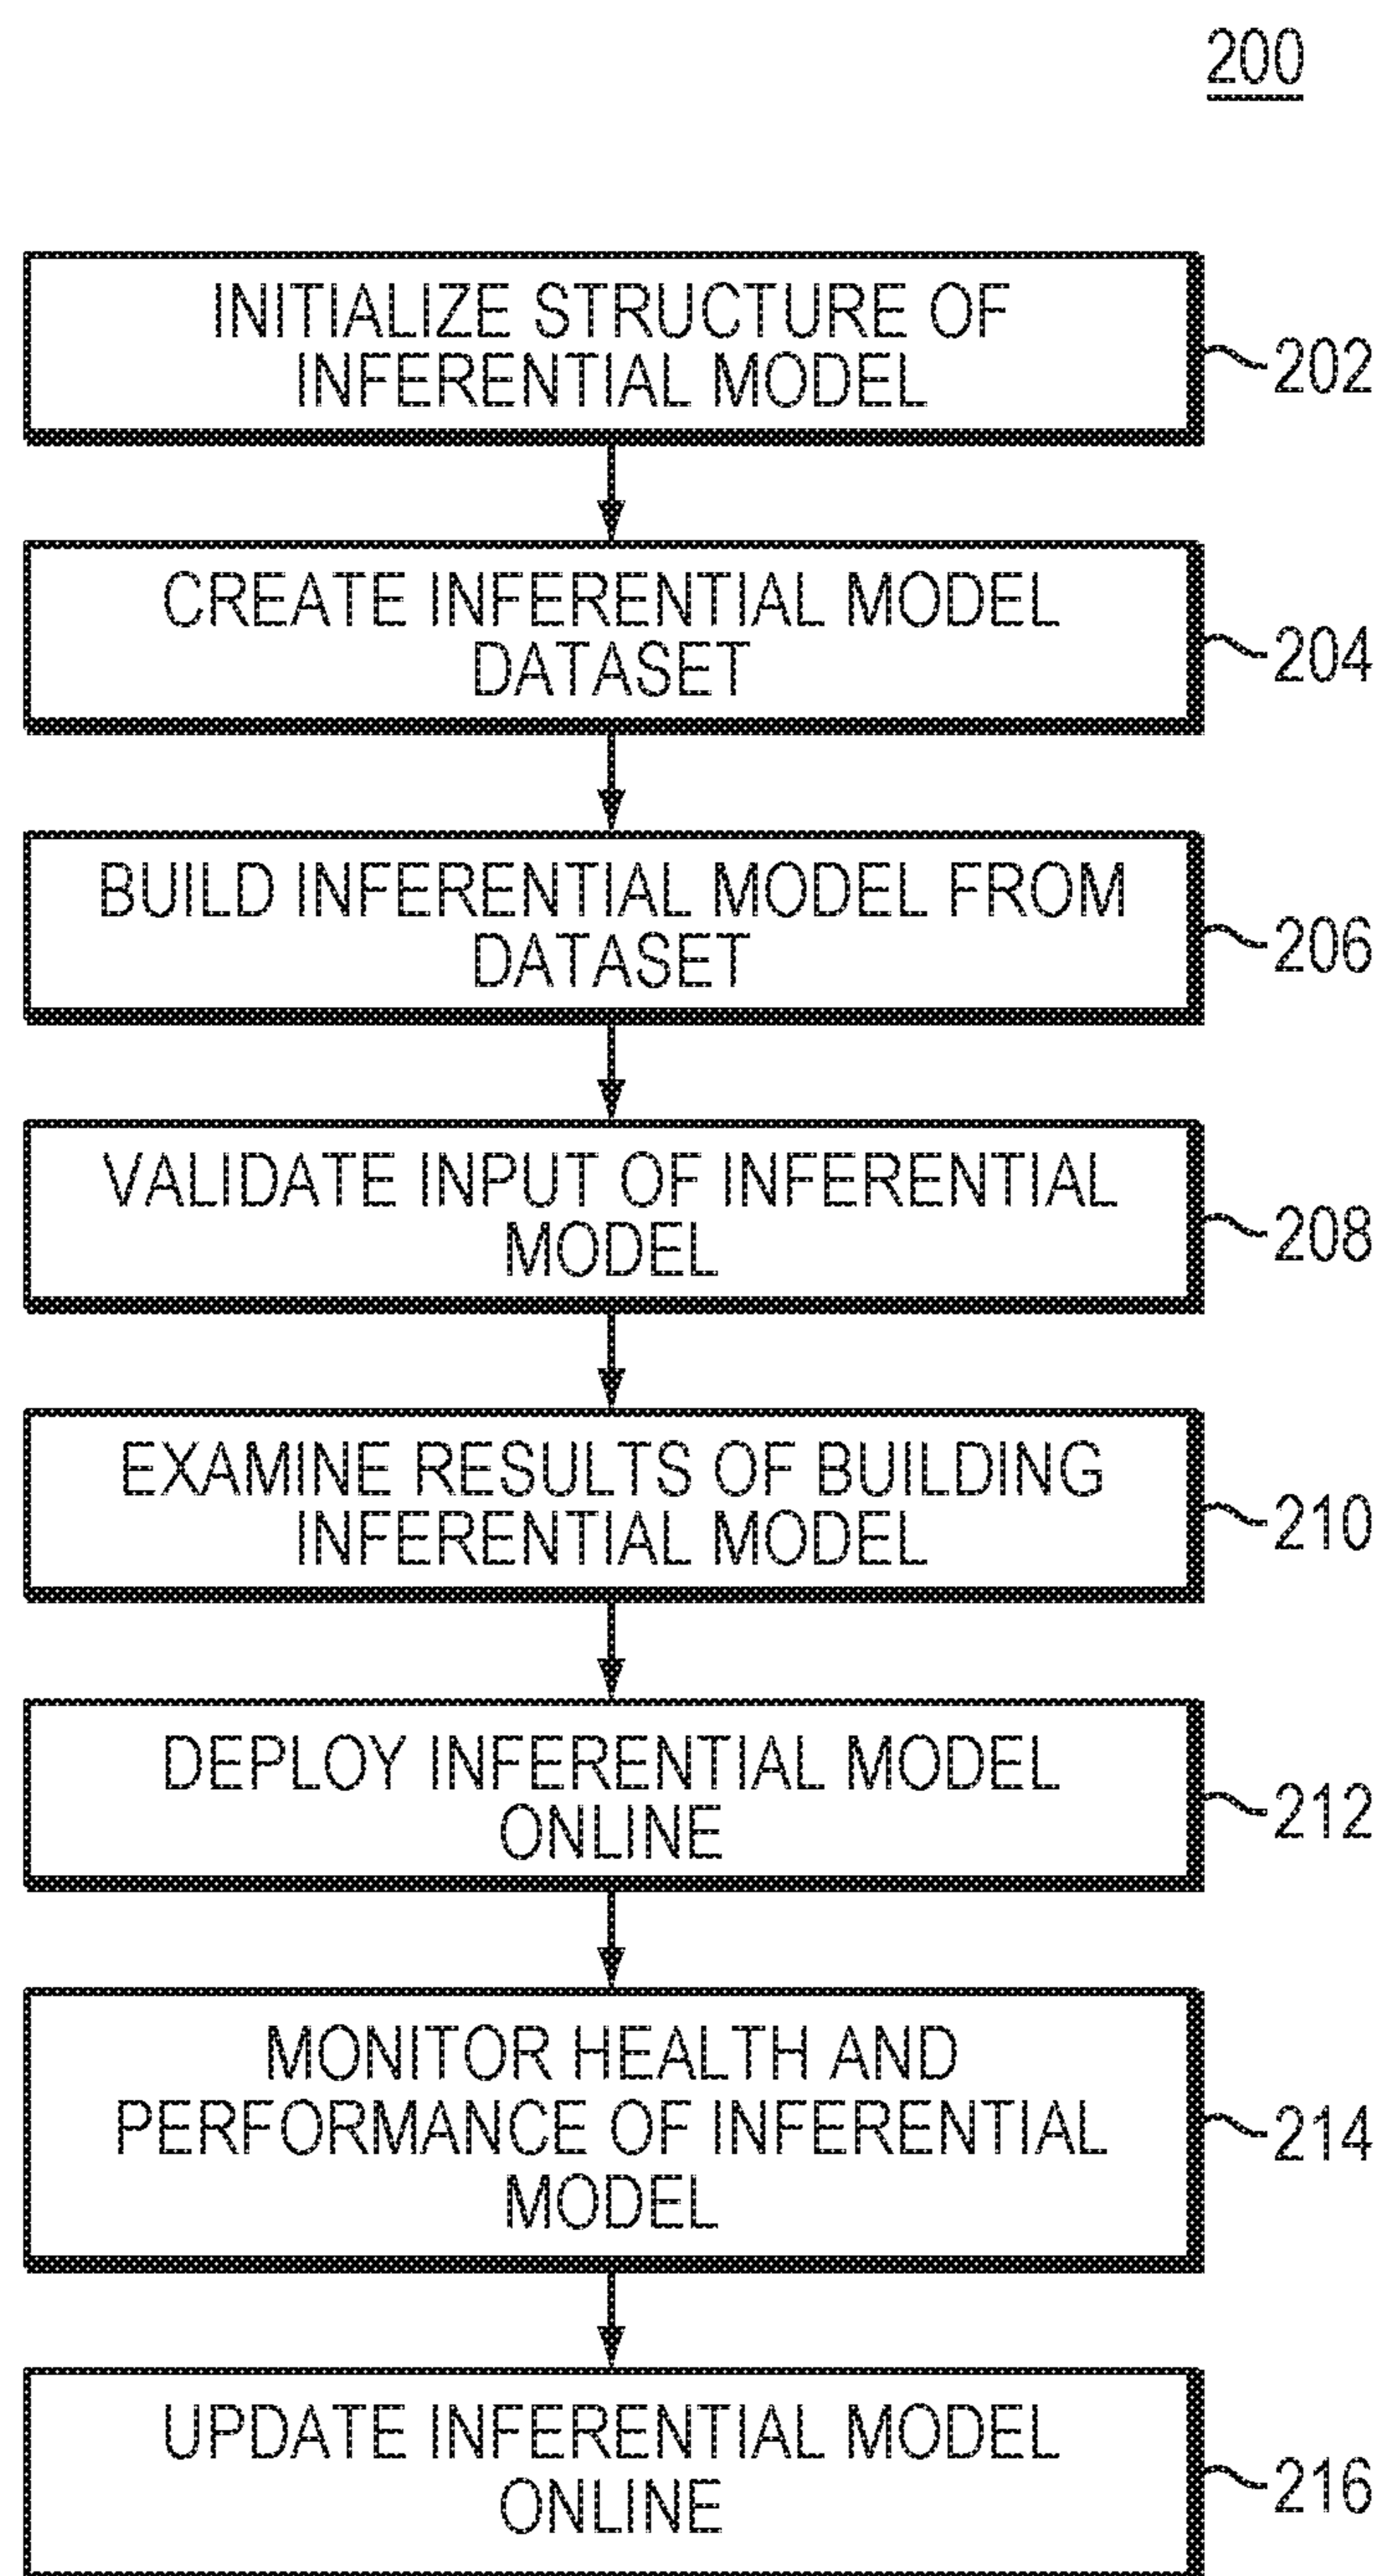 200
INITIALIZE STRUCTURE OF
INFERENTIAL MODEL
202
CREATE INFERENTIAL MODEL
DATASET
204
BUILD INFERENTIAL MODEL FROM
DATASET
206
VALIDATE INPUT OF INFERENTIAL
MODEL
208
EXAMINE RESULTS OF BUILDING
INFERENTIAL MODEL
210
DEPLOY INFERENTIAL MODEL
ONLINE
212
MONITOR HEALTH AND
PERFORMANCE OF INFERENTIAL
MODEL
214
UPDATE INFERENTIAL MODEL
ONLINE
216